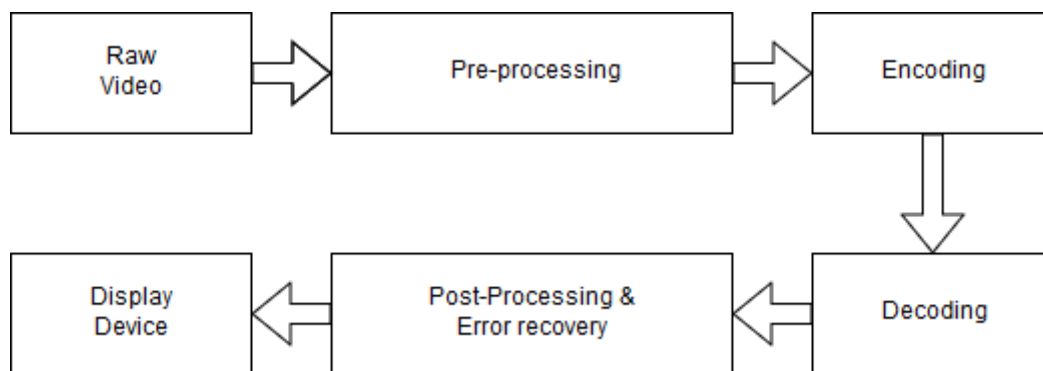 Raw
Video
Pre-processing
Encoding
Display
Device
Post-Processing &
Error recovery
Decoding